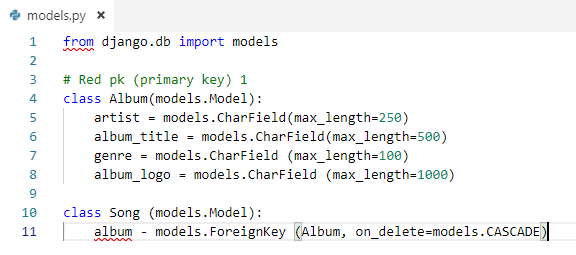 models.py
1 from django.db import models
2
3 # Red pk (primary key) 1
4 class Album(models.Model):
5     artist = models.CharField(max_length=250)
6     album_title = models.CharField(max_length=500)
7     genre = models.CharField (max_length=100)
8     album_logo = models.CharField (max_length=1000)
9
10 class Song (models.Model):
11     album - models.ForeignKey (Album, on_delete=models.CASCADE)